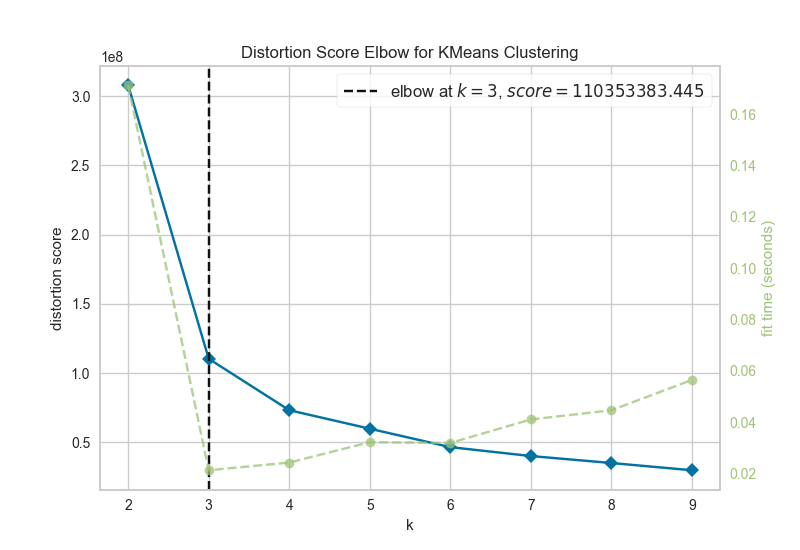 Distortion Score Elbow for KMeans Clustering
1e8
elbow at k = 3, score = 110353383.445
3.0
2.5
2.0
1.5
1.0
0.5
distortion score
0.16
0.14
0.12
0.10
0.08
0.06
0.04
0.02
fit time (seconds)
2 3 4 5 6 7 8 9
k